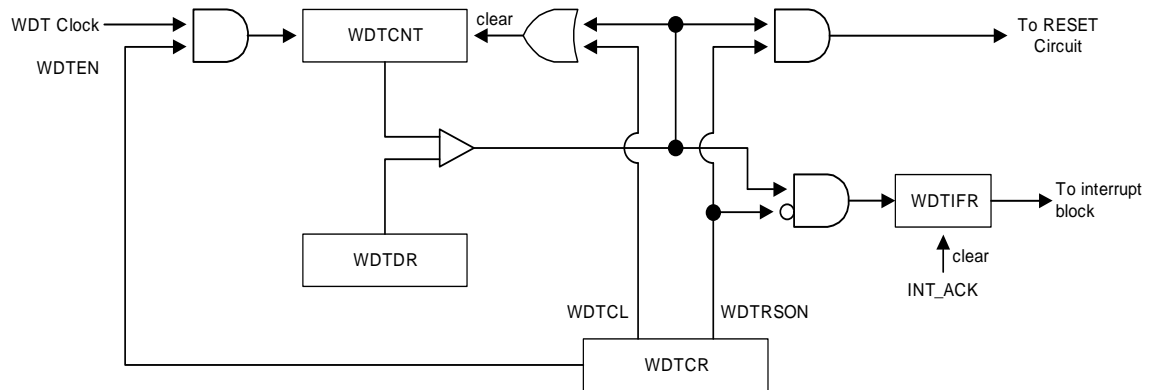 WDT Clock
WDTEN
WDTCNT
clear
To RESET
Circuit
WDTIFR
To interrupt
block
clear
INT_ACK
WDTDR
WDTCL
WDTRSON
WDTCR